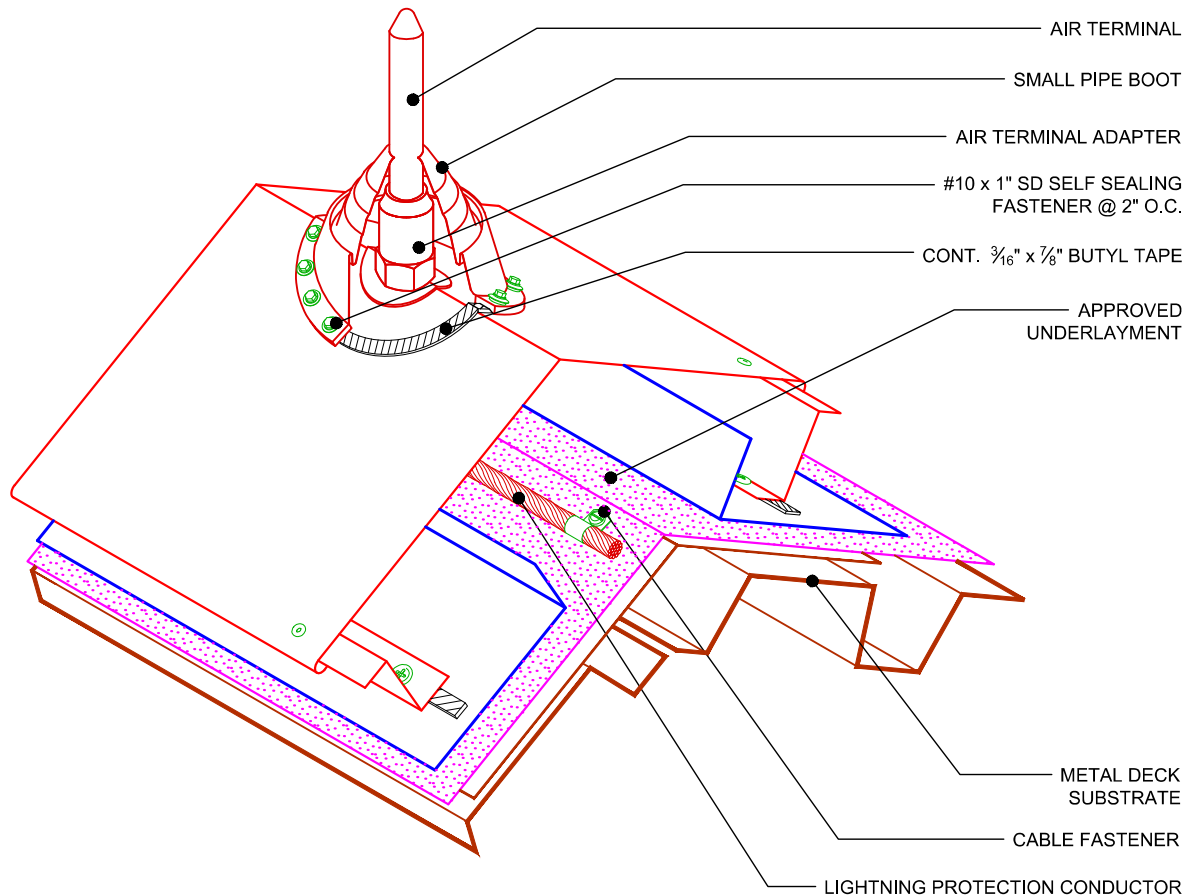 AIR TERMINAL
SMALL PIPE BOOT
AIR TERMINAL ADAPTER
#10 x 1" SD SELF SEALING
FASTENER @ 2" O.C.
CONT. 3⁄16" x 7⁄8" BUTYL TAPE
APPROVED
UNDERLAYMENT
METAL DECK
SUBSTRATE
CABLE FASTENER
LIGHTNING PROTECTION CONDUCTOR